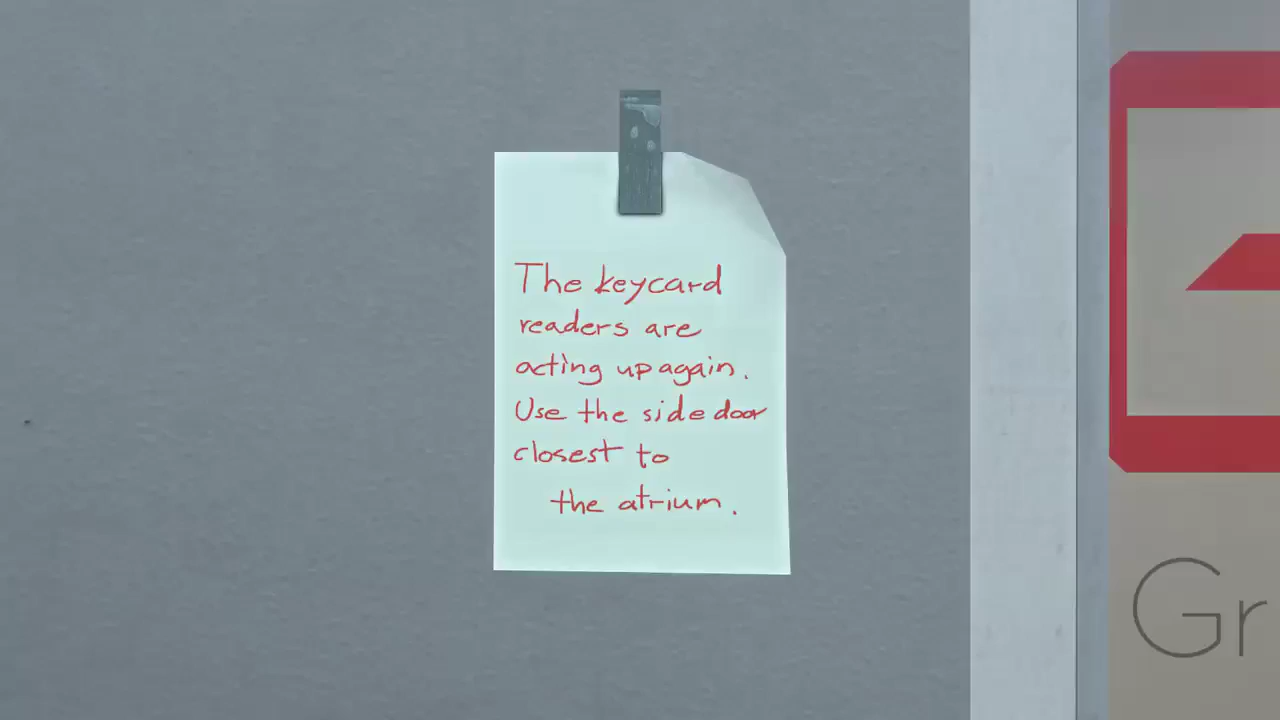 The keycard
readers are
acting up again.
Use the side door
closest to
the atrium.
Gr